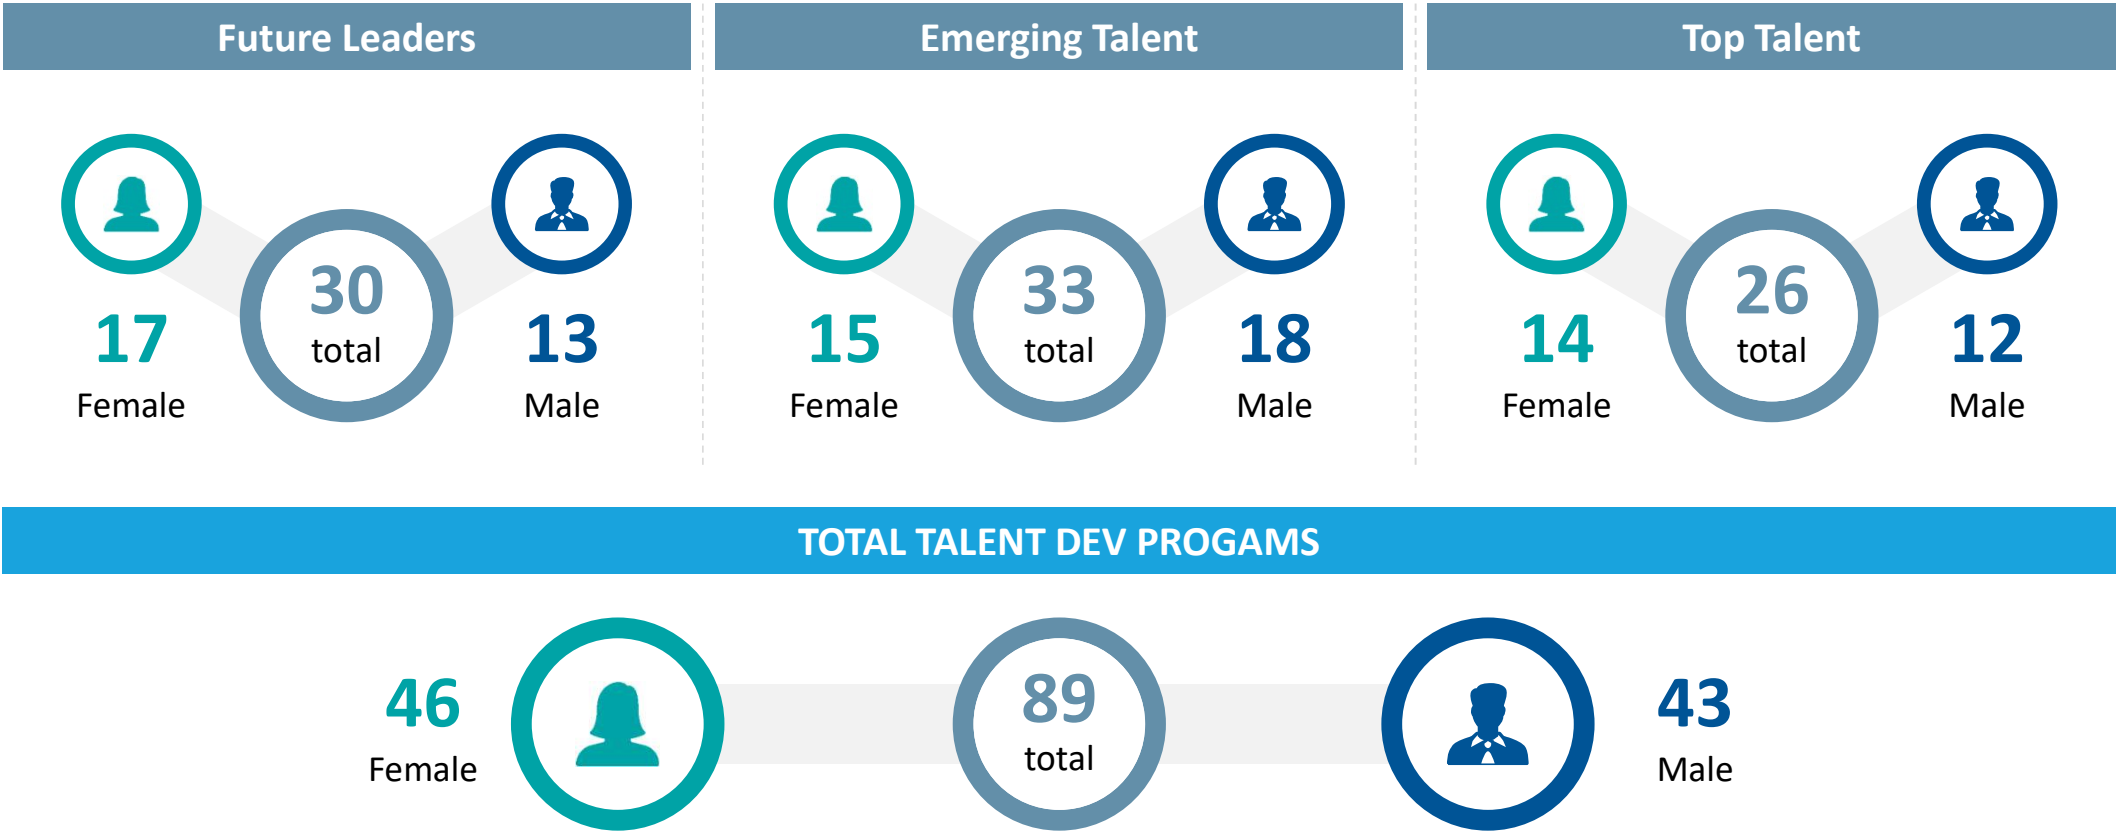 Future Leaders
30
total
17
Female
13
Male
Emerging Talent
33
total
15
Female
18
Male
Top Talent
26
total
14
Female
12
Male
TOTAL TALENT DEV PROGAMS
46
Female
89
total
43
Male